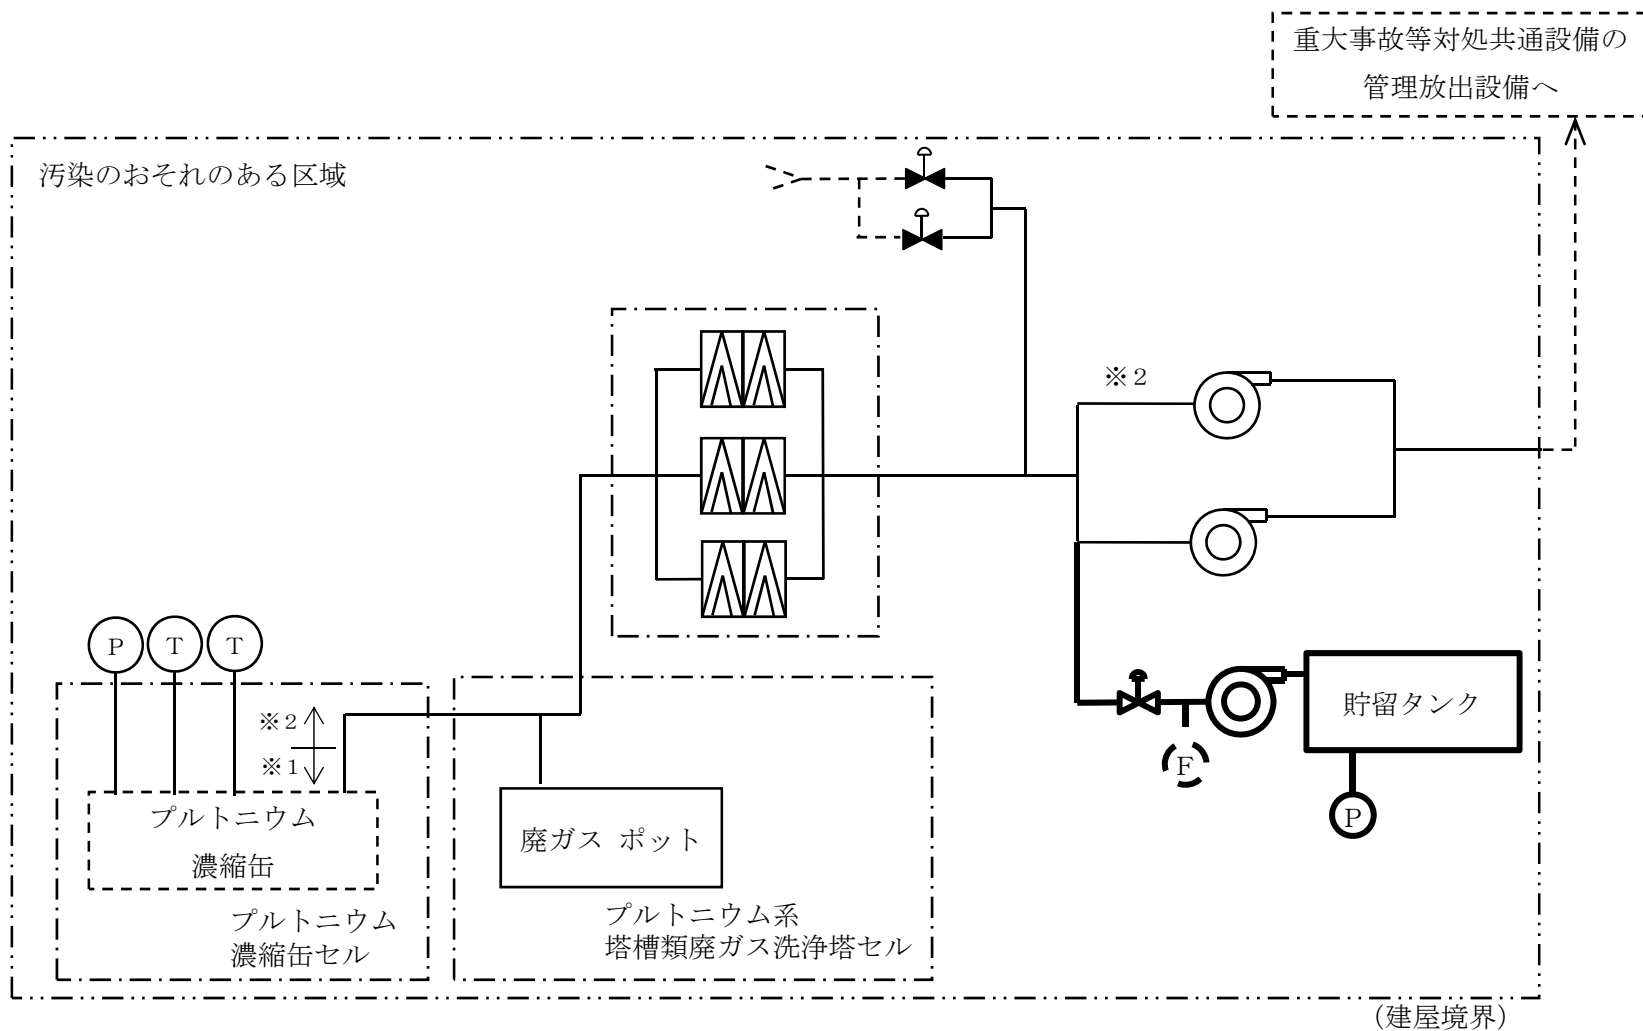 重大事故等対処共通設備の
管理放出設備へ
汚染のおそれのある区域
※2
P
T
T
※2
※1
プルトニウム
濃縮缶
プルトニウム
濃縮缶セル
廃ガス ポット
プルトニウム系
塔槽類廃ガス洗浄塔セル
貯留タンク
F
P
（建屋境界）